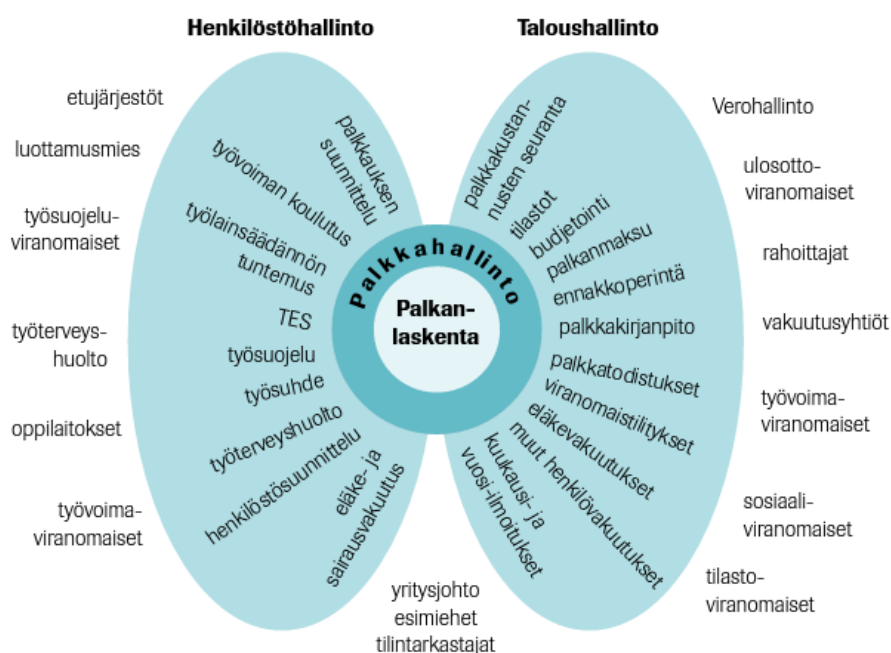 Henkilöstöhallinto
Taloushallinto
etujärjestöt
luottamusmies
työsuojelu-
viranomaiset
työterveys-
huolto
oppilaitokset
työvoima-
viranomaiset
palkkauksen
suunnittelu
työvoiman koulutus
työlainsäädännön
tuntemus
TES
työsuojelu
työsuhde
työterveyshuolto
henkilöstösuunnittelu
eläke- ja
sairausvakuutus
Palkkahallinto
Palkan-
laskenta
palkkakustan-
nusten seuranta
tilastot
budjetointi
palkanmaksu
ennakkoperintä
palkkakirjanpito
palkkatodistukset
viranomaistilitykset
eläkevakuutukset
muut henkilövakuutukset
kuukausi- ja
vuosi-ilmoitukset
Verohallinto
ulosotto-
viranomaiset
rahoittajat
vakuutusyhtiöt
työvoima-
viranomaiset
sosiaali-
viranomaiset
tilasto-
viranomaiset
yritysjohto
esimiehet
tilintarkastajat